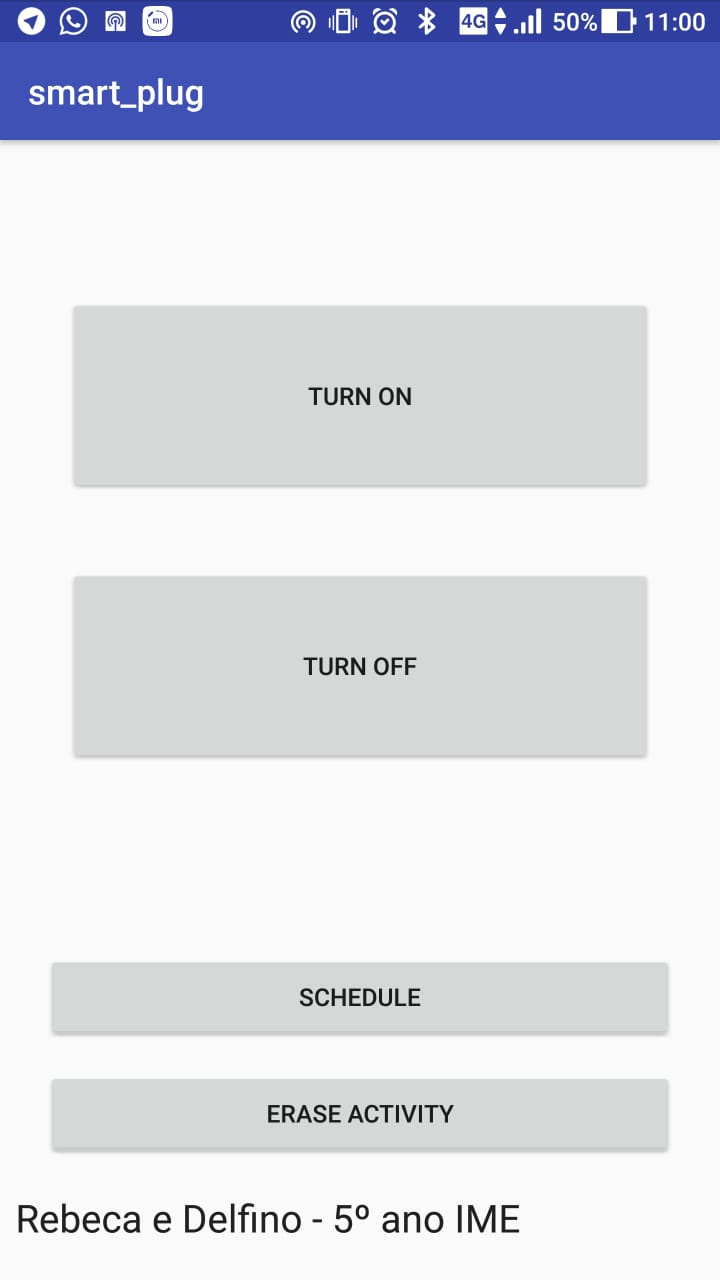 4G 50% 11:00
smart_plug
TURN ON
TURN OFF
SCHEDULE
ERASE ACTIVITY
Rebeca e Delfino - 5º ano IME